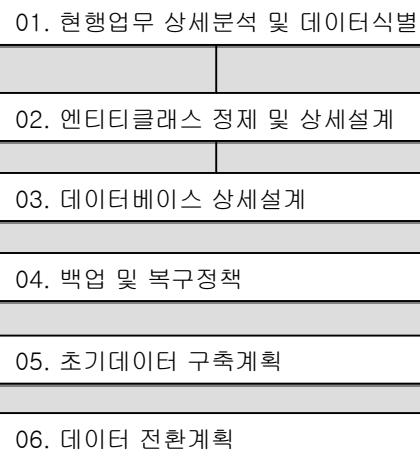 01. 현행업무 상세분석 및 데이터식별
02. 엔티티클래스 정제 및 상세설계
03. 데이터베이스 상세설계
04. 백업 및 복구정책
05. 초기데이터 구축계획
06. 데이터 전환계획